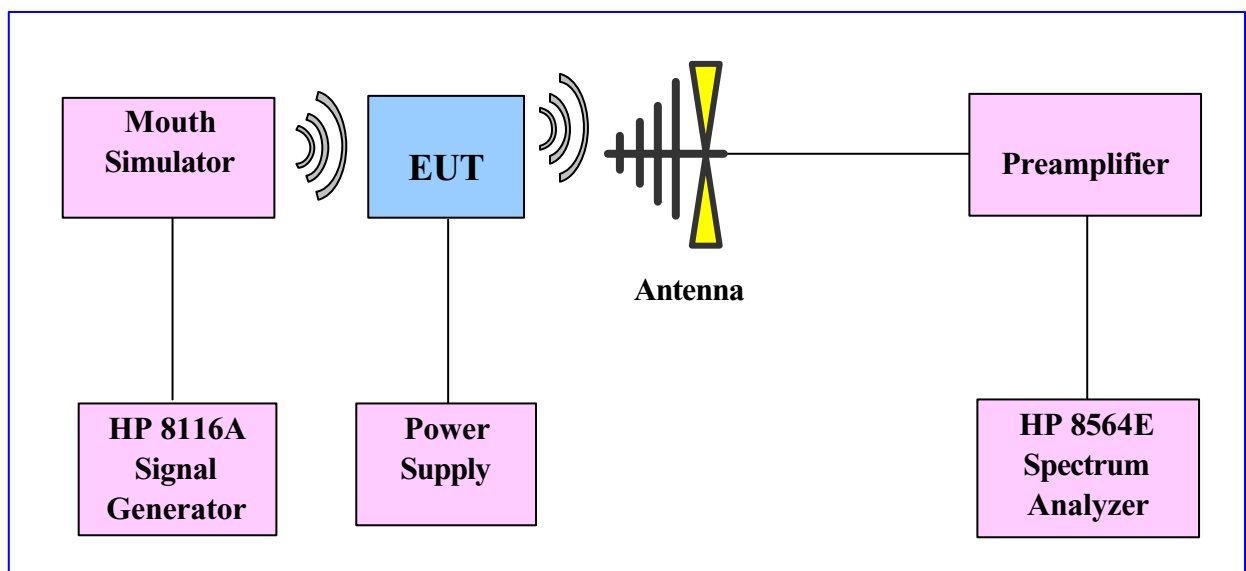 Mouth
Simulator
EUT
Preamplifier
Antenna
HP 8116A
Signal
Generator
Power
Supply
HP 8564E
Spectrum
Analyzer